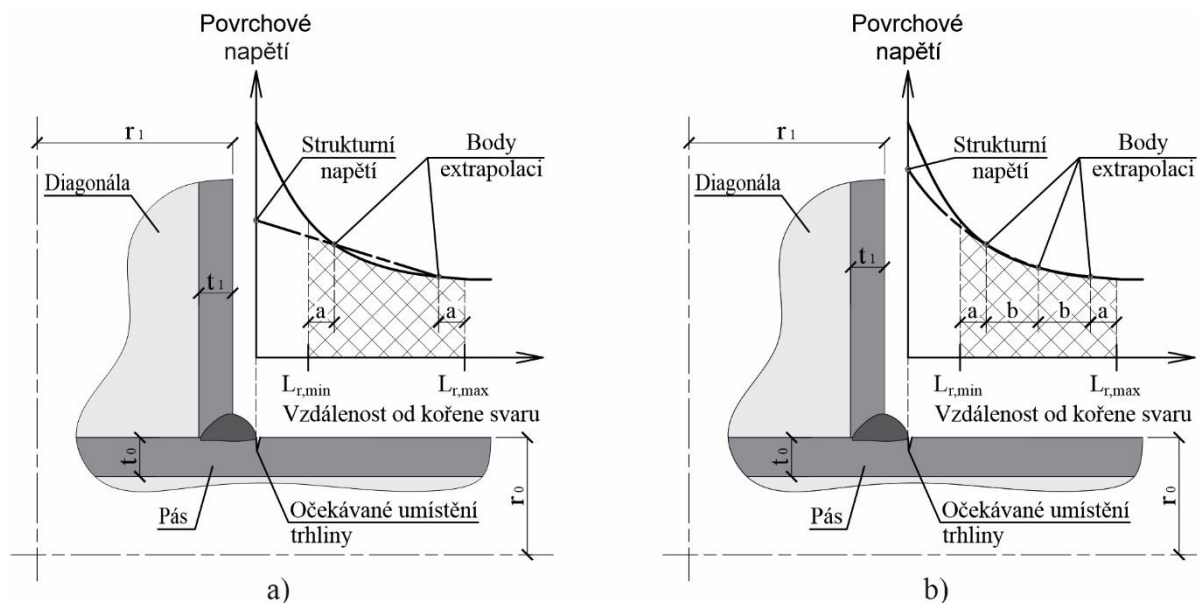 Povrchové
napětí
r1
Strukturní
napětí
Body
extrapolací
Diagonála
t1
a
a
Lr,min
Lr,max
Vzdálenost od kořene svaru
t0
r0
Pás
Očekávané umístění
trhliny
a)
Povrchové
napětí
r1
Strukturní
napětí
Body
extrapolací
Diagonála
t1
a
b
b
a
Lr,min
Lr,max
Vzdálenost od kořene svaru
t0
r0
Pás
Očekávané umístění
trhliny
b)